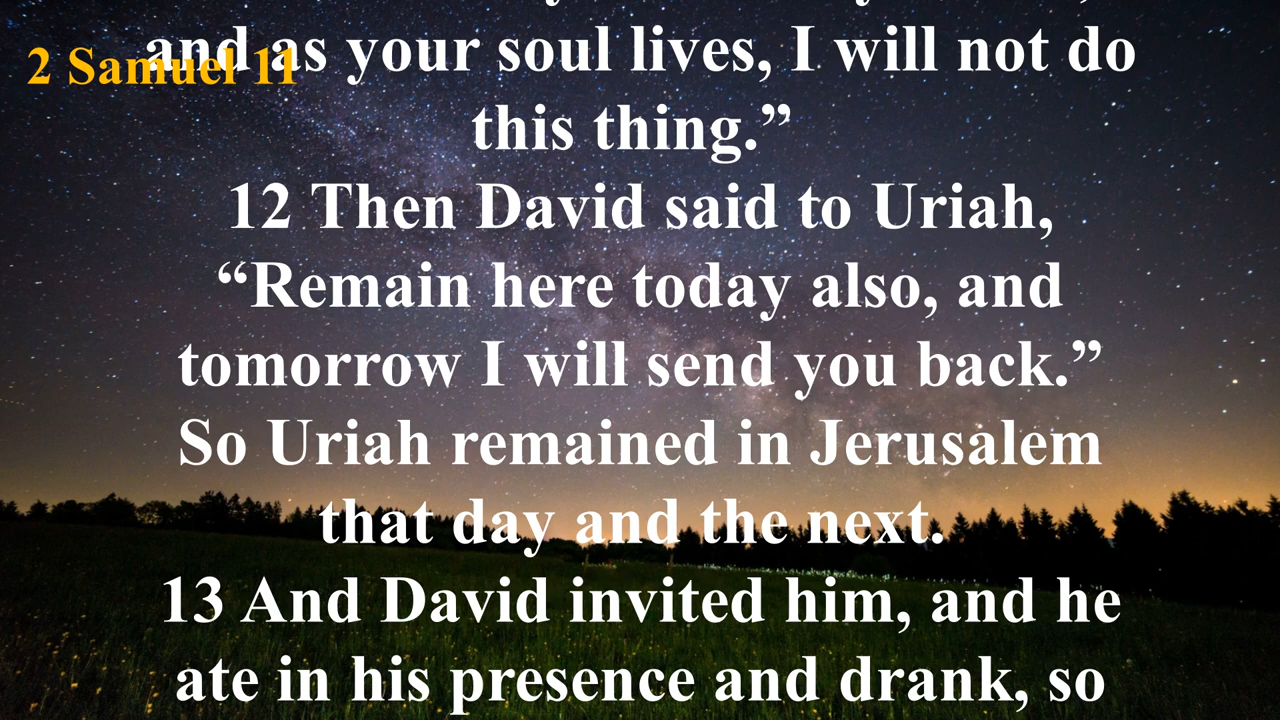 2 Samuel 11
and as your soul lives, I will not do
this thing.”
12 Then David said to Uriah,
“Remain here today also, and
tomorrow I will send you back.”
So Uriah remained in Jerusalem
that day and the next.
13 And David invited him, and he
ate in his presence and drank, so